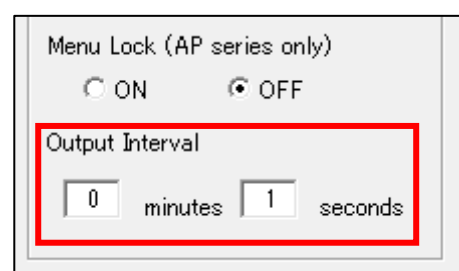 Menu Lock (AP series only)
ON OFF
Output Interval
0 minutes 1 seconds